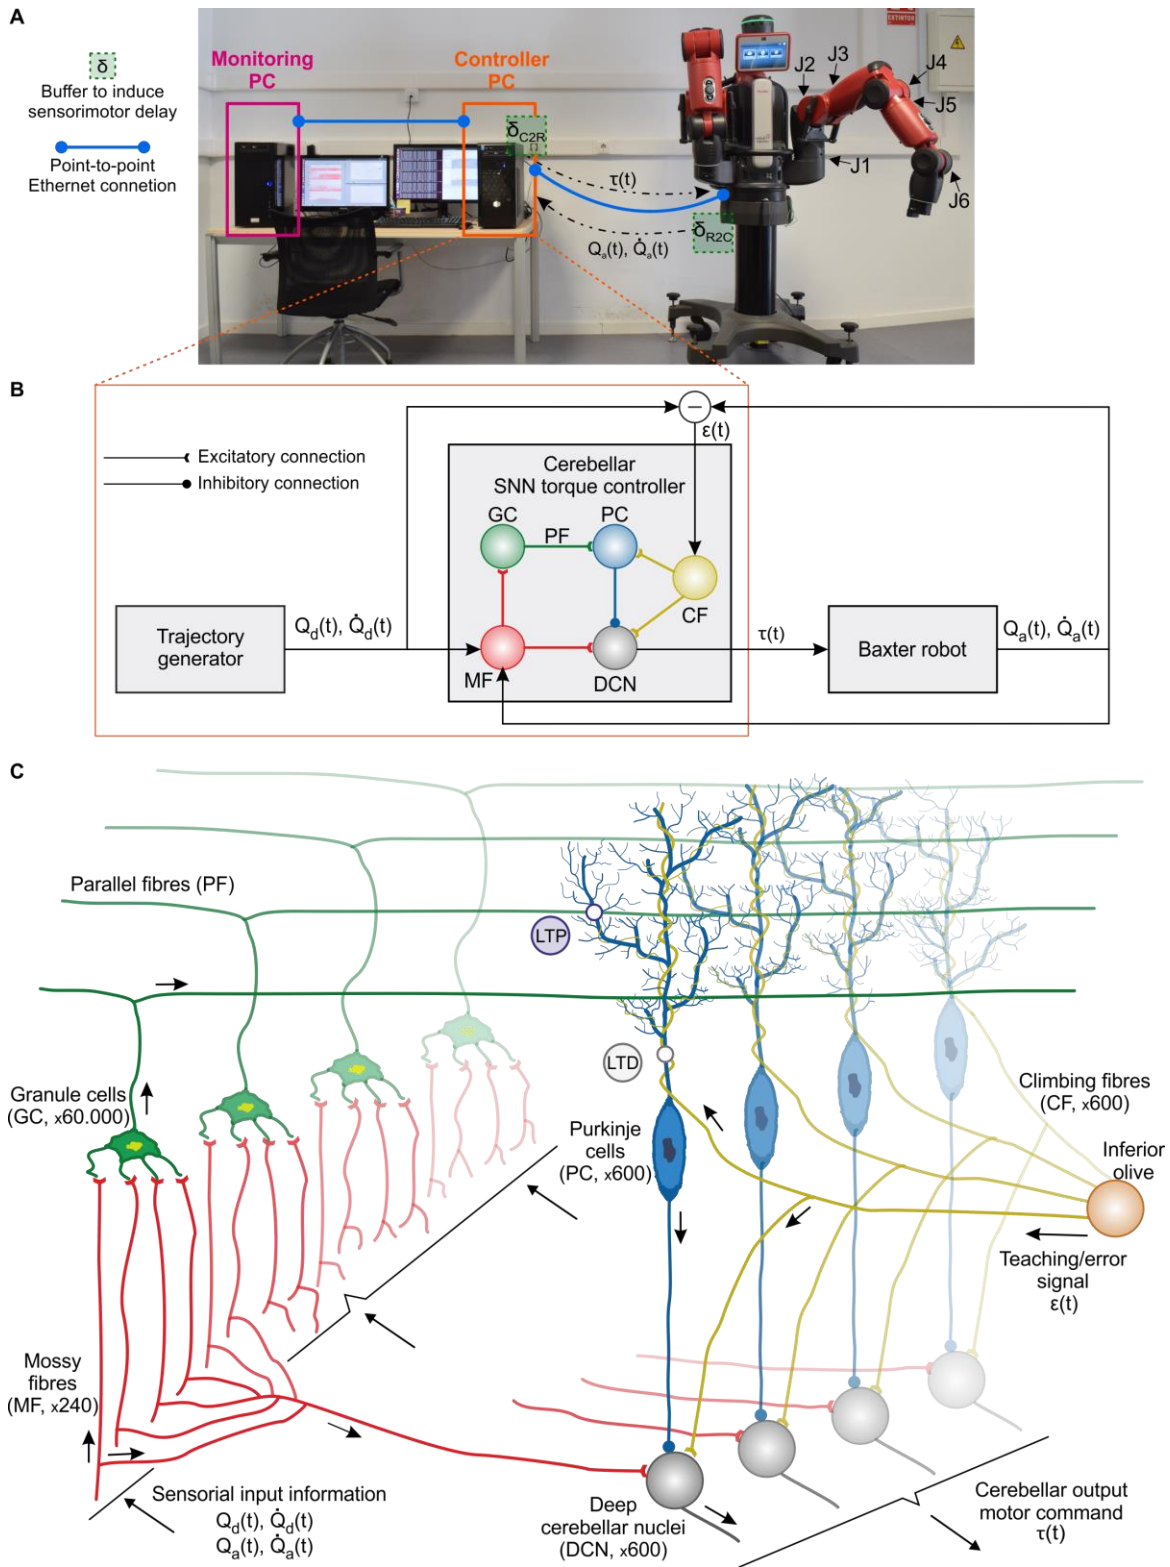 A
δ
Buffer to induce
sensorimotor delay
Point-to-point
Ethernet connetion
Monitoring
PC
Controller
PC
δC2R
τ(t)
Qa(t), Q̇a(t)
δR2C
EXTINTOR
J2
J3
J4
J5
J1
J6
B
Excitatory connection
Inhibitory connection
ε(t)
Cerebellar
SNN torque controller
GC
PF
PC
CF
MF
DCN
Trajectory
generator
Qd(t), Q̇d(t)
τ(t)
Baxter robot
Qa(t), Q̇a(t)
C
Parallel fibres (PF)
LTP
LTD
Granule cells
(GC, x60.000)
Purkinje
cells
(PC, x600)
Climbing fibres
(CF, x600)
Inferior
olive
Teaching/error
signal
ε(t)
Mossy
fibres
(MF, x240)
Sensorial input information
Qd(t), Q̇d(t)
Qa(t), Q̇a(t)
Deep
cerebellar nuclei
(DCN, x600)
Cerebellar output
motor command
τ(t)